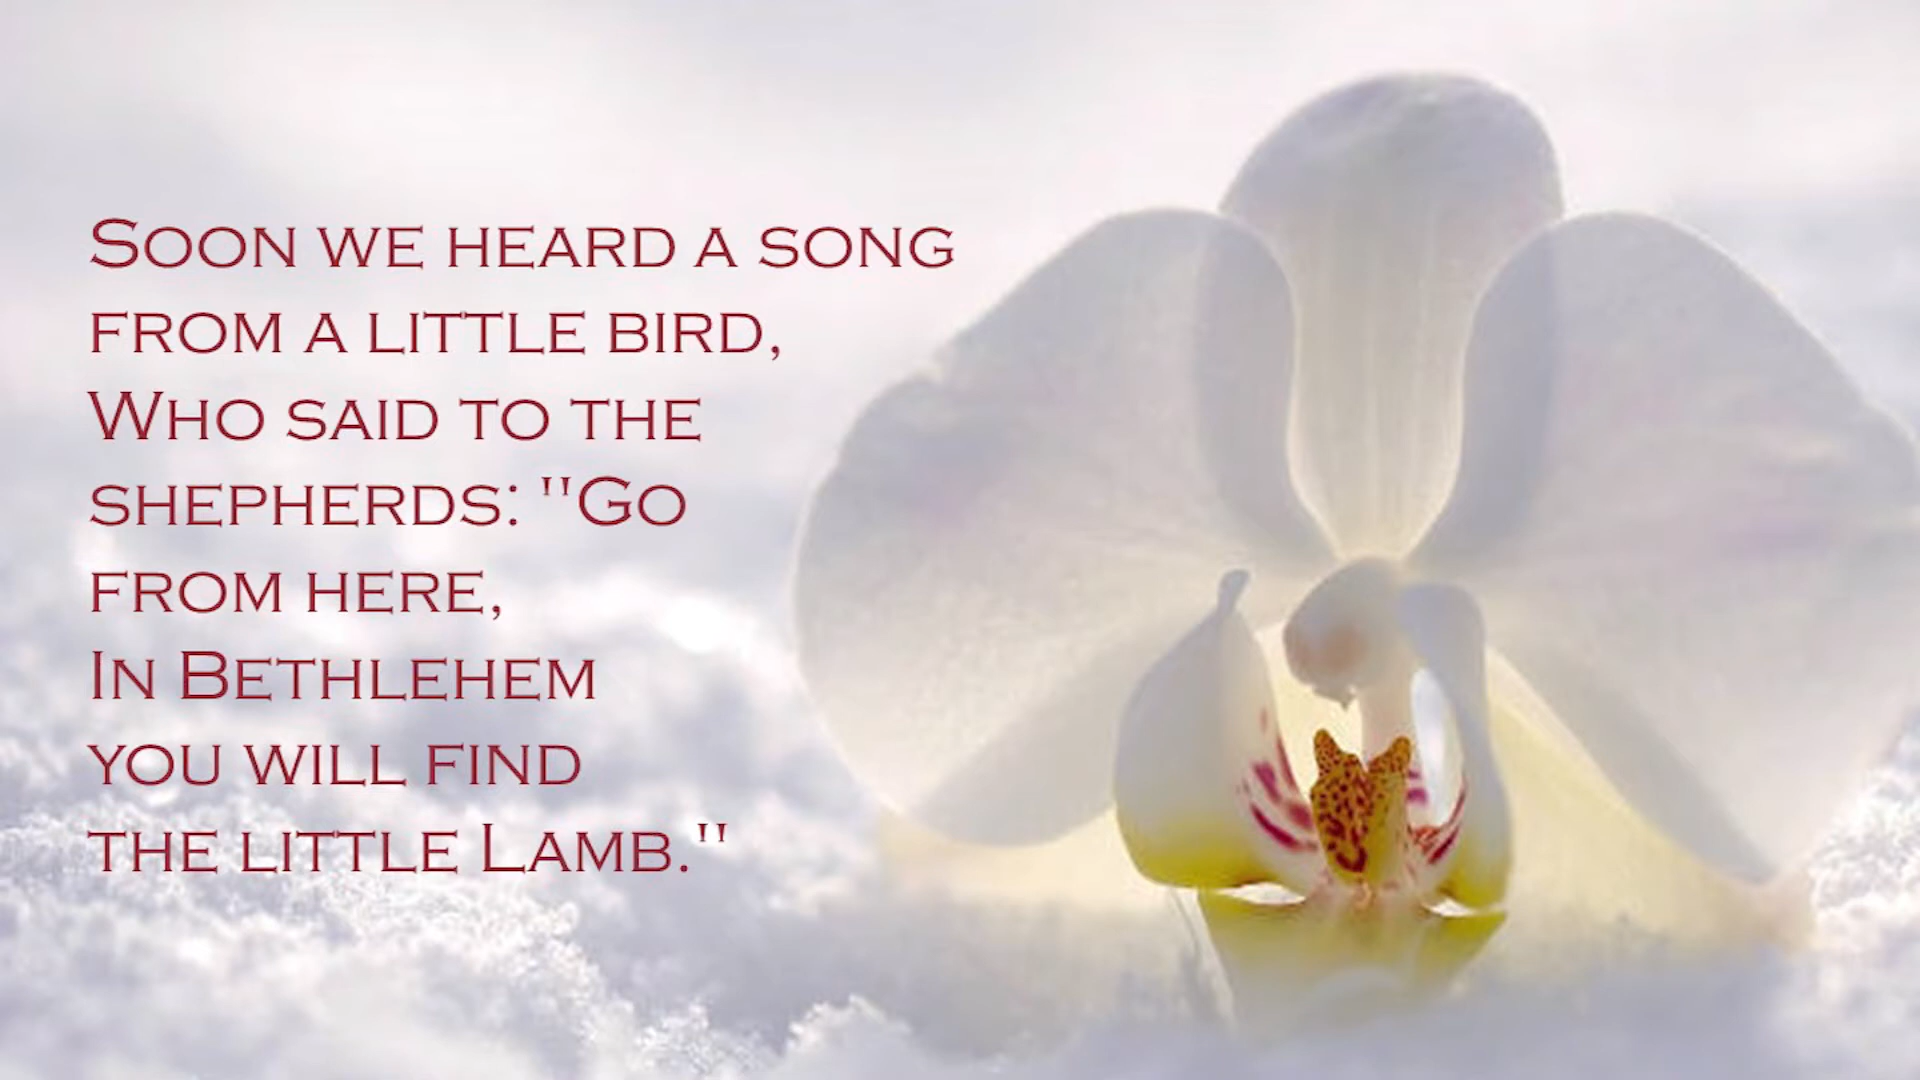 Soon we heard a song
from a little bird,
Who said to the
shepherds: "Go
from here,
In Bethlehem
you will find
the little Lamb."